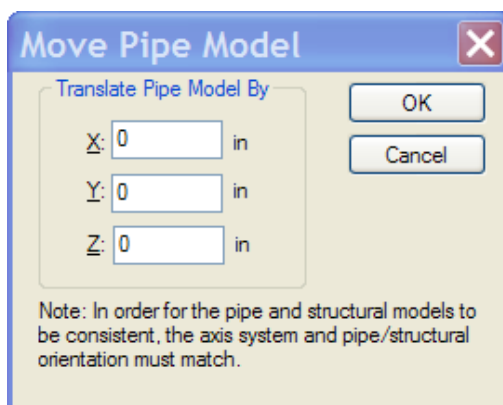 Move Pipe Model
Translate Pipe Model By
OK
X: 0 in
Cancel
Y: 0 in
Z: 0 in
Note: In order for the pipe and structural models to
be consistent, the axis system and pipe/structural
orientation must match.